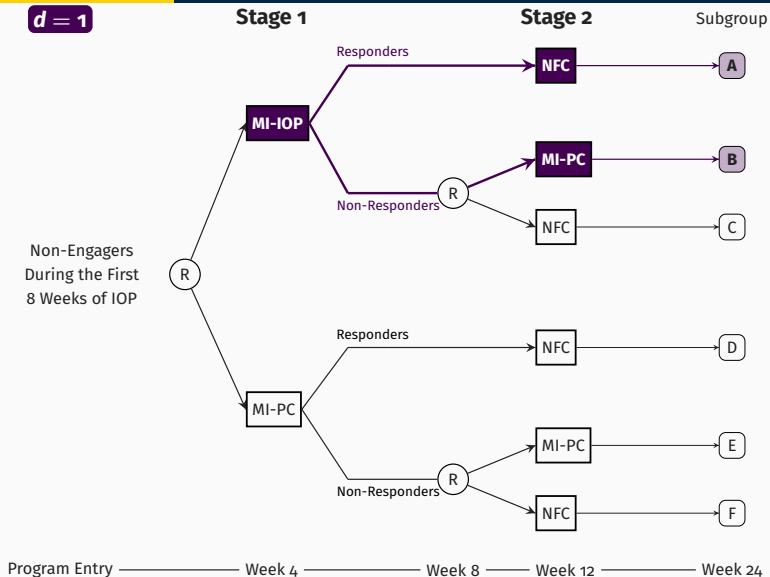 d = 1
Stage 1
Stage 2
Subgroup
Responders
NFC
A
MI-IOP
MI-PC
B
Non-Responders
R
NFC
C
Non-Engagers
During the First
8 Weeks of IOP
R
Responders
NFC
D
MI-PC
MI-PC
E
Non-Responders
R
NFC
F
Program Entry
Week 4
Week 8
Week 12
Week 24